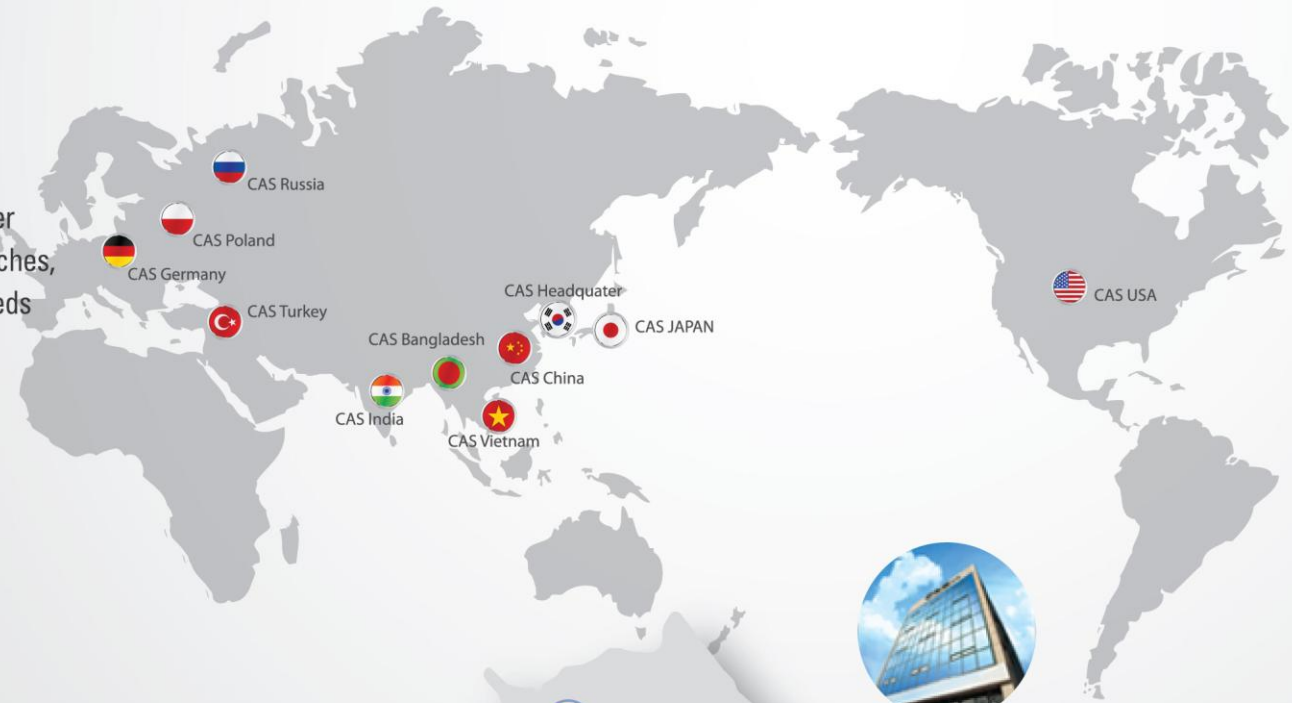 CAS Russia
CAS Poland
CAS Germany
CAS Turkey
CAS Headquater
CAS JAPAN
CAS Bangladesh
CAS China
CAS India
CAS Vietnam
CAS USA